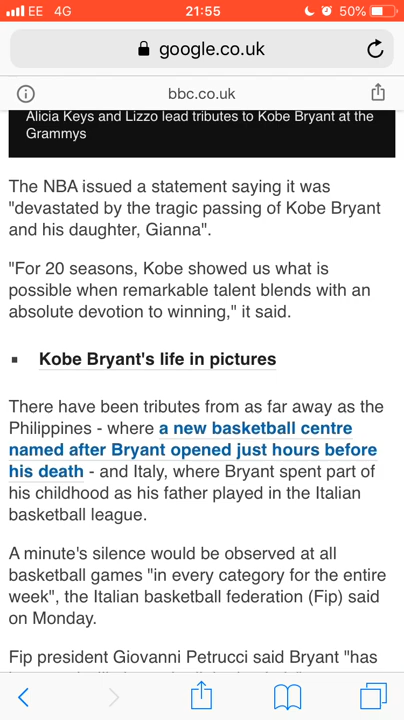 EE 4G 21:55 50%
google.co.uk
bbc.co.uk
Alicia Keys and Lizzo lead tributes to Kobe Bryant at the
Grammys
The NBA issued a statement saying it was
"devastated by the tragic passing of Kobe Bryant
and his daughter, Gianna".
"For 20 seasons, Kobe showed us what is
possible when remarkable talent blends with an
absolute devotion to winning," it said.
▪ Kobe Bryant's life in pictures
There have been tributes from as far away as the
Philippines - where a new basketball centre
named after Bryant opened just hours before
his death - and Italy, where Bryant spent part of
his childhood as his father played in the Italian
basketball league.
A minute's silence would be observed at all
basketball games "in every category for the entire
week", the Italian basketball federation (Fip) said
on Monday.
Fip president Giovanni Petrucci said Bryant "has